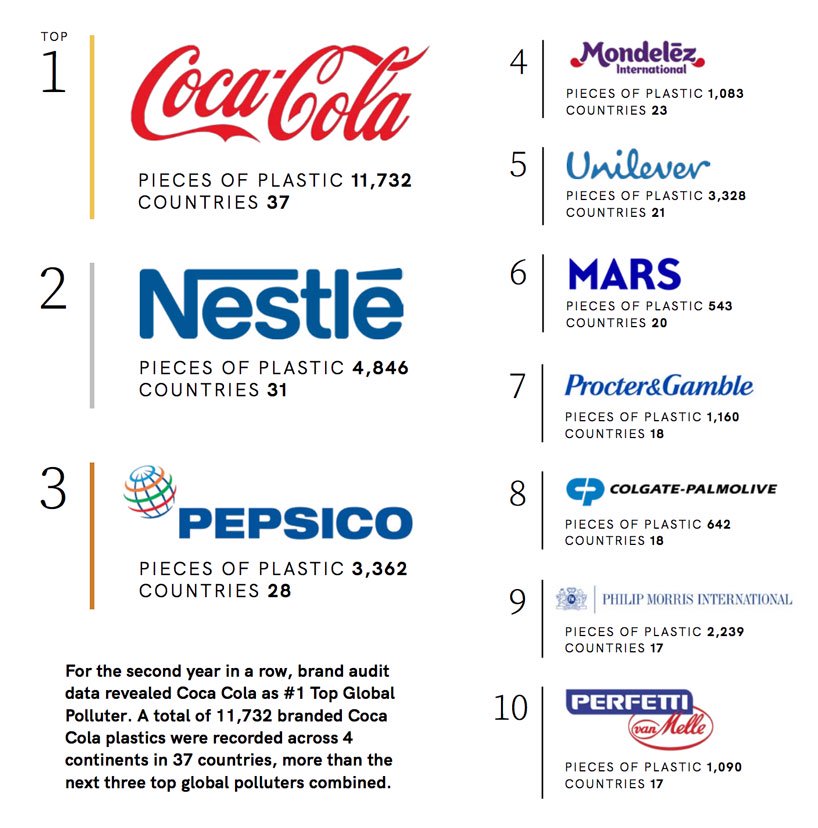 TOP
1
Coca-Cola
PIECES OF PLASTIC 11,732
COUNTRIES 37
2
Nestlé
PIECES OF PLASTIC 4,846
COUNTRIES 31
3
PEPSICO
PIECES OF PLASTIC 3,362
COUNTRIES 28
For the second year in a row, brand audit
data revealed Coca Cola as #1 Top Global
Polluter. A total of 11,732 branded Coca
Cola plastics were recorded across 4
continents in 37 countries, more than the
next three top global polluters combined.
4
Mondelēz
International
PIECES OF PLASTIC 1,083
COUNTRIES 23
5
Unilever
PIECES OF PLASTIC 3,328
COUNTRIES 21
6
MARS
PIECES OF PLASTIC 543
COUNTRIES 20
7
Procter&Gamble
PIECES OF PLASTIC 1,160
COUNTRIES 18
8
CP COLGATE-PALMOLIVE
PIECES OF PLASTIC 642
COUNTRIES 18
9
PHILIP MORRIS INTERNATIONAL
PIECES OF PLASTIC 2,239
COUNTRIES 17
10
PERFETTI
van Melle
PIECES OF PLASTIC 1,090
COUNTRIES 17